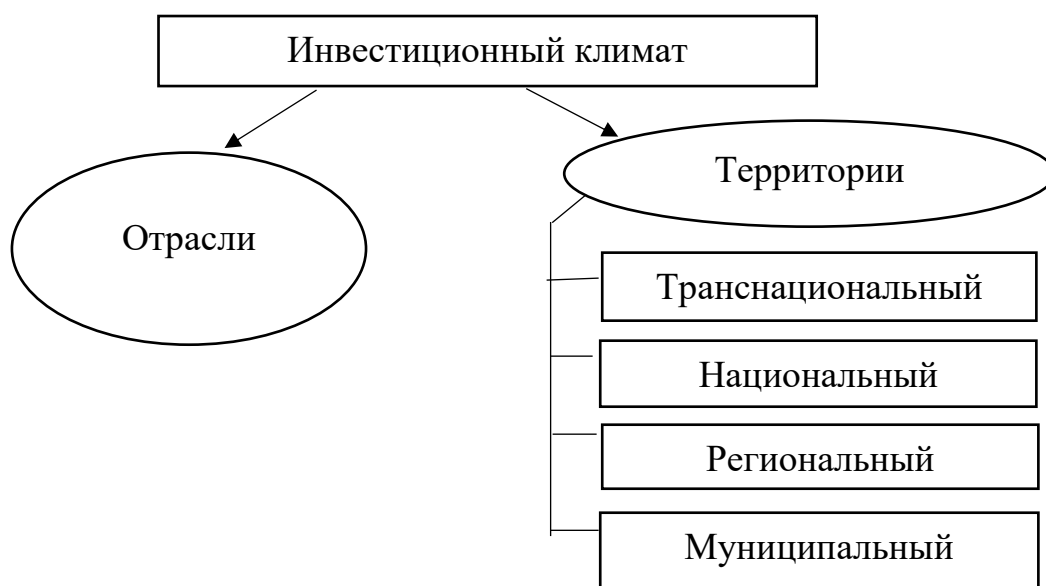 Инвестиционный климат
Отрасли
Территории
Транснациональный
Национальный
Региональный
Муниципальный